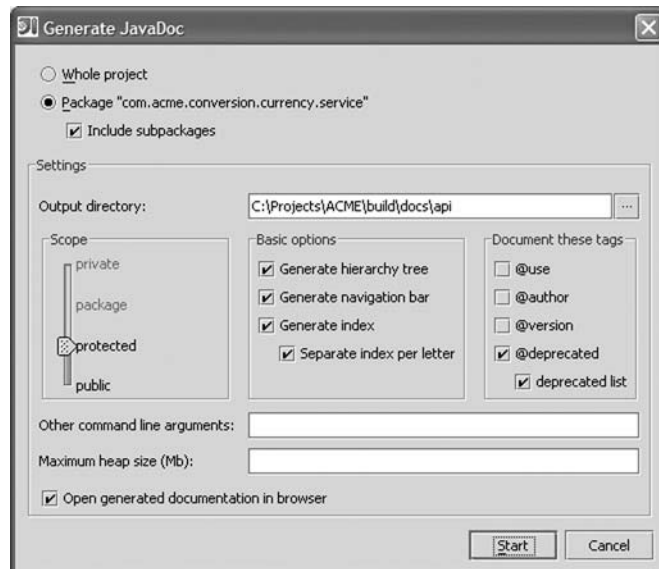 Generate JavaDoc
Whole project
Package "com.acme.conversion.currency.service"
Include subpackages
Settings
Output directory: C:\Projects\ACME\build\docs\api ...
Scope
private
package
protected
public
Basic options
Generate hierarchy tree
Generate navigation bar
Generate index
Separate index per letter
Document these tags
@use
@author
@version
@deprecated
deprecated list
Other command line arguments:
Maximum heap size (Mb):
Open generated documentation in browser
Start Cancel